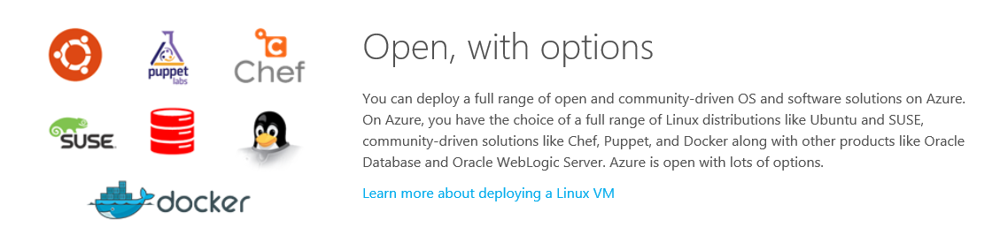 puppet
labs
Chef
SUSE
docker
Open, with options
You can deploy a full range of open and community-driven OS and software solutions on Azure.
On Azure, you have the choice of a full range of Linux distributions like Ubuntu and SUSE,
community-driven solutions like Chef, Puppet, and Docker along with other products like Oracle
Database and Oracle WebLogic Server. Azure is open with lots of options.
Learn more about deploying a Linux VM